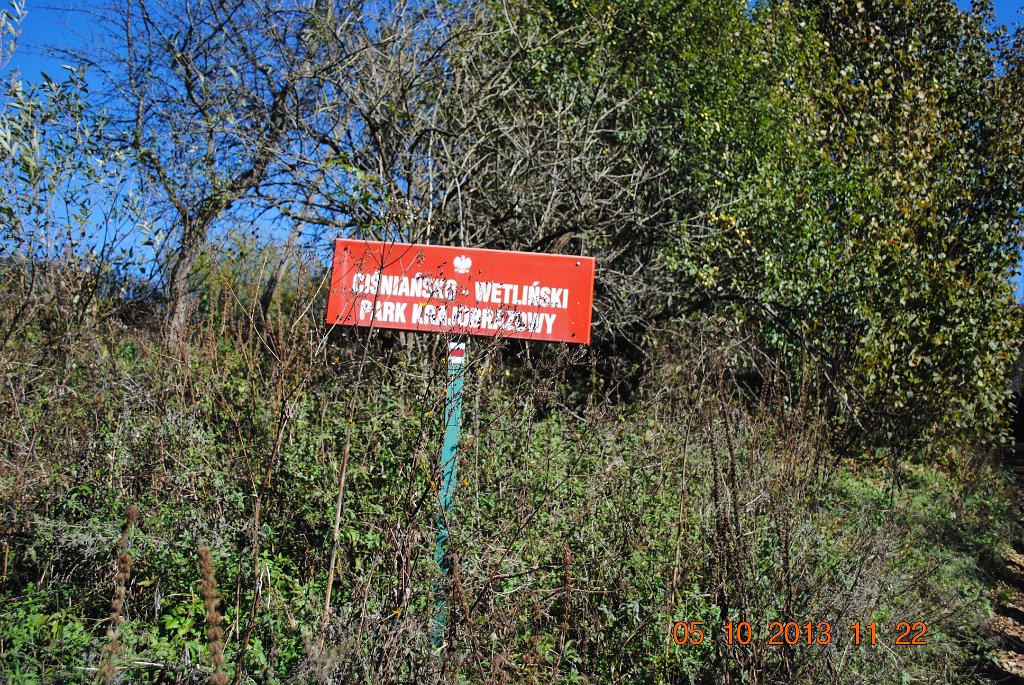 CIŚNIAŃSKO - WETLIŃSKI
PARK KRAJOBRAZOWY
05.10.2013 11:22